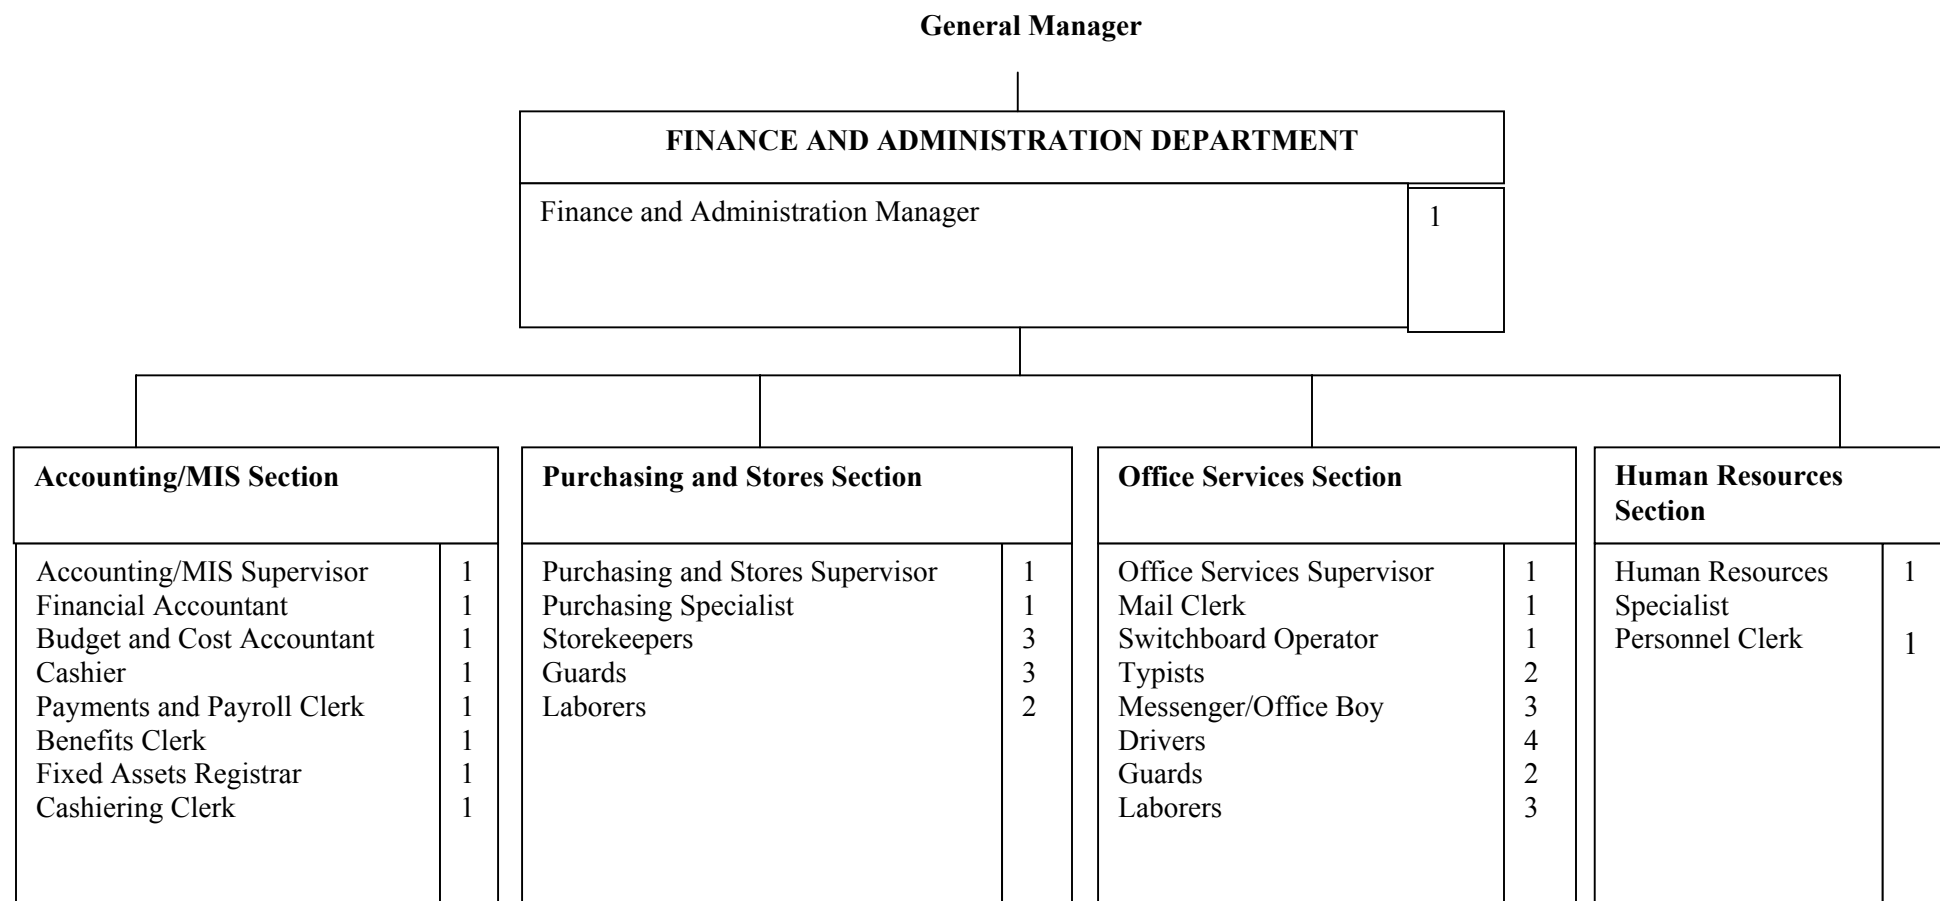 General Manager
FINANCE AND ADMINISTRATION DEPARTMENT
Finance and Administration Manager 1
Accounting/MIS Section
Accounting/MIS Supervisor 1
Financial Accountant 1
Budget and Cost Accountant 1
Cashier 1
Payments and Payroll Clerk 1
Benefits Clerk 1
Fixed Assets Registrar 1
Cashiering Clerk 1
Purchasing and Stores Section
Purchasing and Stores Supervisor 1
Purchasing Specialist 1
Storekeepers 3
Guards 3
Laborers 2
Office Services Section
Office Services Supervisor 1
Mail Clerk 1
Switchboard Operator 1
Typists 2
Messenger/Office Boy 3
Drivers 4
Guards 2
Laborers 3
Human Resources
Section
Human Resources 1
Specialist
Personnel Clerk 1